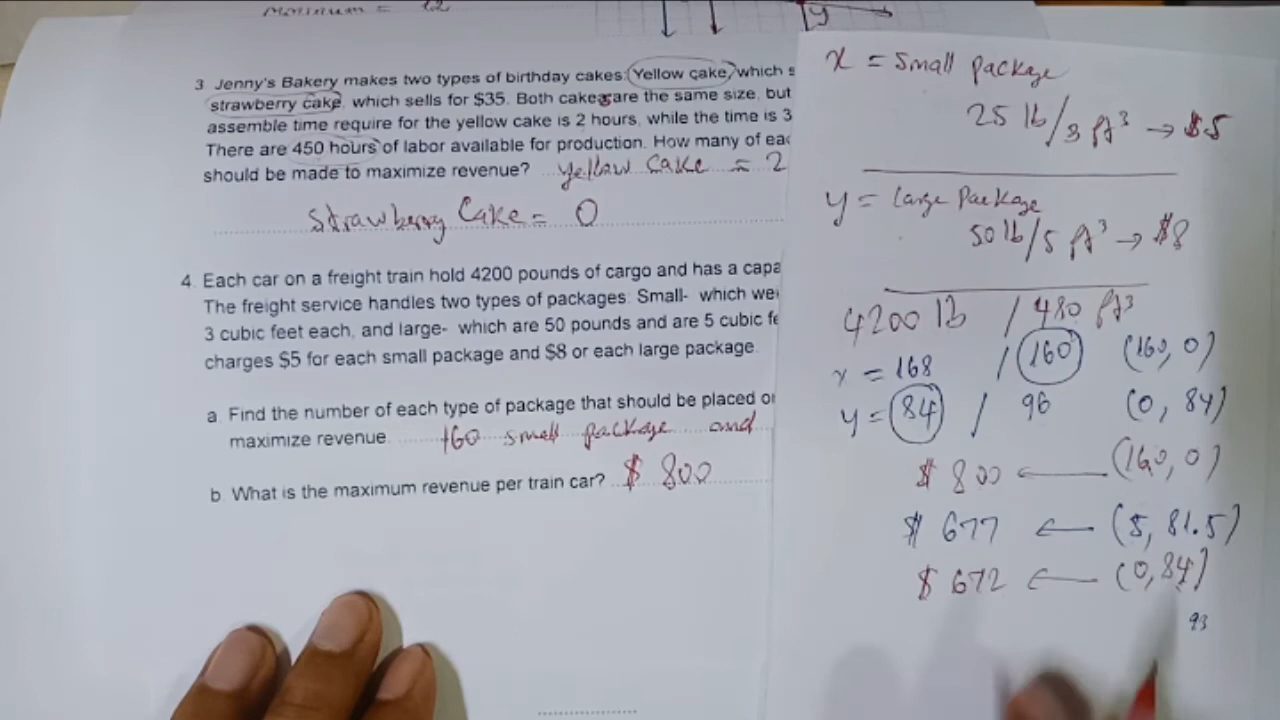 3. Jenny's Bakery makes two types of birthday cakes: Yellow cake, which s
strawberry cake, which sells for $35. Both cakes are the same size, but
assemble time require for the yellow cake is 2 hours, while the time is 3
There are 450 hours of labor available for production. How many of eac
should be made to maximize revenue? yellow cake = 2
Strawberry Cake = 0
4. Each car on a freight train hold 4200 pounds of cargo and has a capa
The freight service handles two types of packages: Small- which wei
3 cubic feet each, and large- which are 50 pounds and are 5 cubic fe
charges $5 for each small package and $8 or each large package.
a. Find the number of each type of package that should be placed on
maximize revenue. 160 small package and
b. What is the maximum revenue per train car? $ 800
x = Small package
25 lb/3 ft³ → $5
y = Large Package
50 lb/5 ft³ → $8
4200 lb / 480 ft³
x = 168 / 160 (160, 0)
y = 84 / 96 (0, 84)
$ 800 ← (160, 0)
$ 677 ← (5, 81.5)
$ 672 ← (0, 84)
93